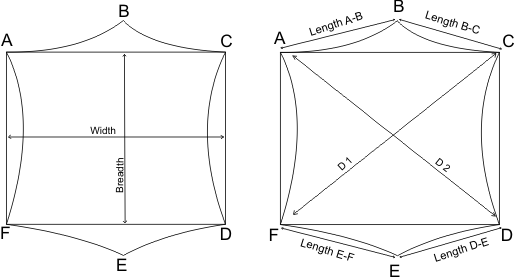 B
A
C
Width
Breadth
F
D
E
B
Length A-B
Length B-C
A
C
D 1
D 2
F
D
Length E-F
Length D-E
E